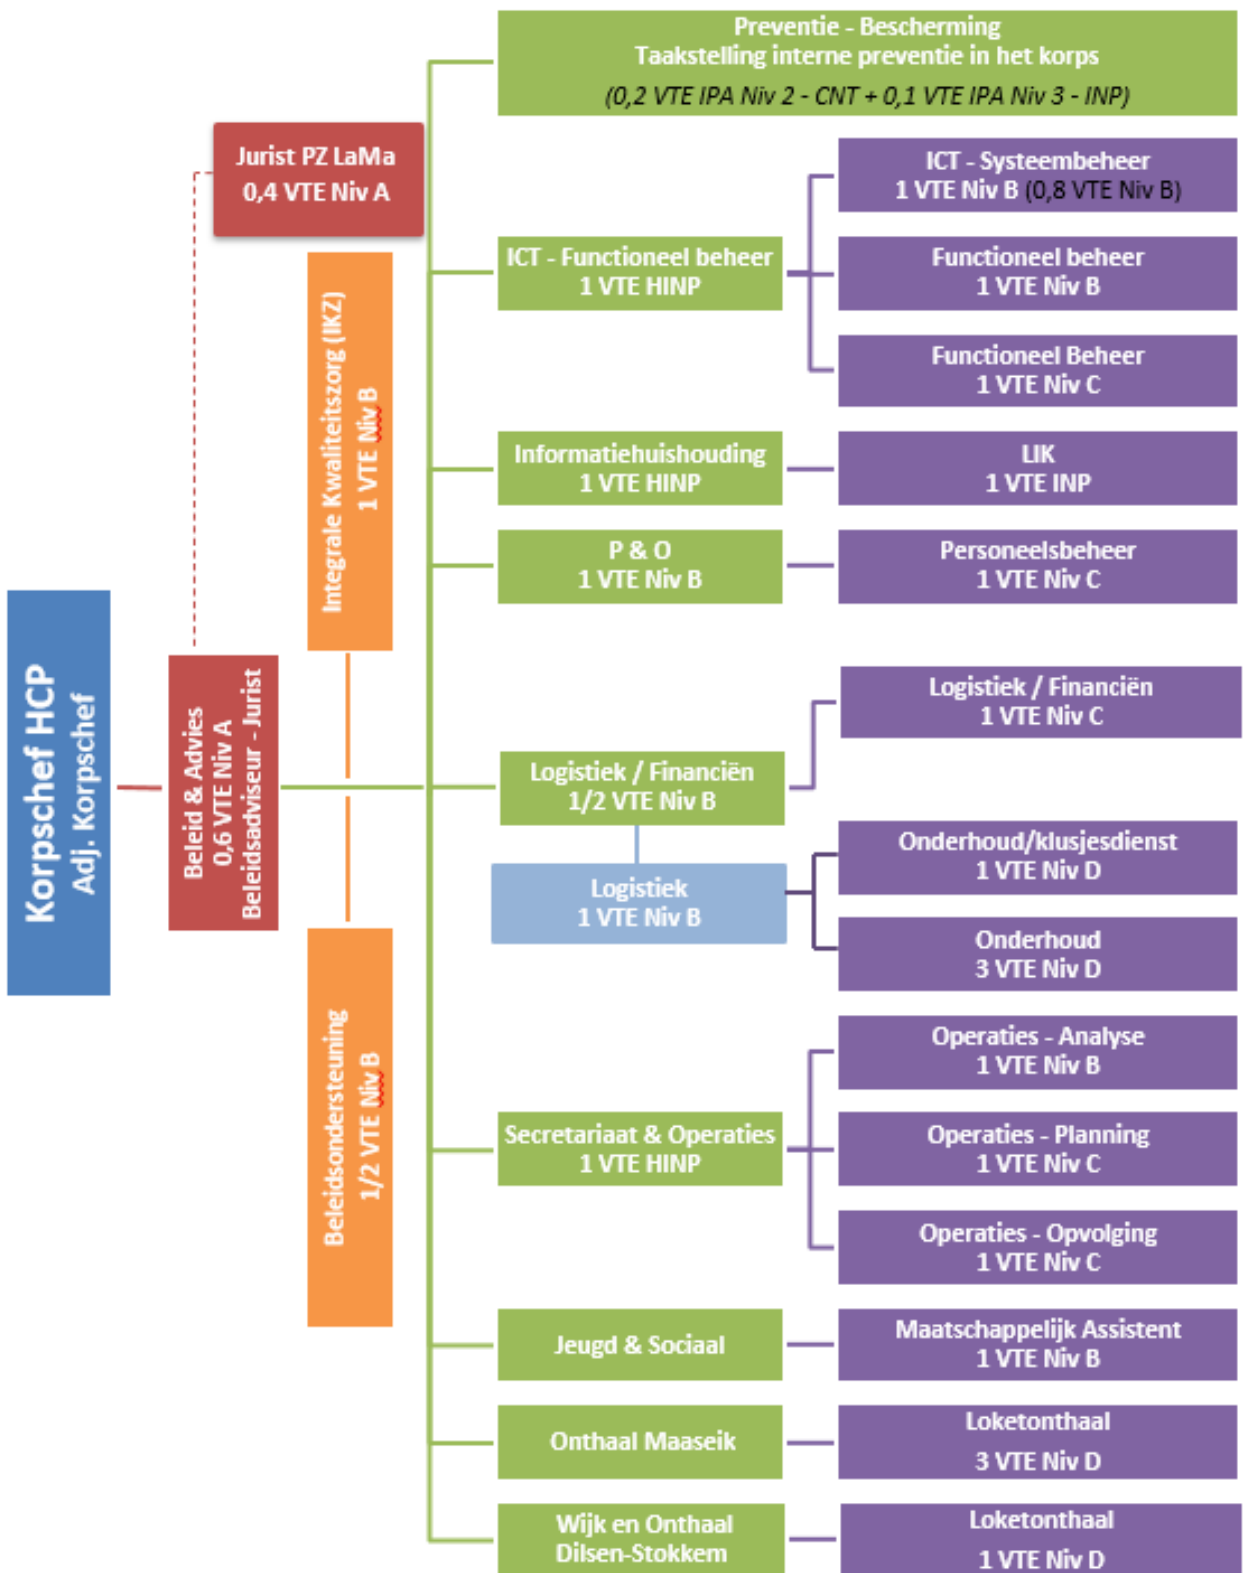 Preventie - Bescherming
Taakstelling interne preventie in het korps
(0,2 VTE IPA Niv 2 - CNT + 0,1 VTE IPA Niv 3 - INP)
Jurist PZ LaMa
0,4 VTE Niv A
ICT - Systeembeheer
1 VTE Niv B (0,8 VTE Niv B)
ICT - Functioneel beheer
1 VTE HINP
Functioneel beheer
1 VTE Niv B
Functioneel Beheer
1 VTE Niv C
Integrale Kwaliteitszorg (IKZ)
1 VTE Niv B
Informatiehuishouding
1 VTE HINP
LIK
1 VTE INP
P & O
1 VTE Niv B
Personeelsbeheer
1 VTE Niv C
Korpschef HCP
Adj. Korpschef
Beleid & Advies
0,6 VTE Niv A
Beleidsadviseur - Jurist
Logistiek / Financiën
1 VTE Niv C
Logistiek / Financiën
1/2 VTE Niv B
Logistiek
1 VTE Niv B
Onderhoud/klusjesdienst
1 VTE Niv D
Onderhoud
3 VTE Niv D
Beleidsondersteuning
1/2 VTE Niv B
Operaties - Analyse
1 VTE Niv B
Secretariaat & Operaties
1 VTE HINP
Operaties - Planning
1 VTE Niv C
Operaties - Opvolging
1 VTE Niv C
Jeugd & Sociaal
Maatschappelijk Assistent
1 VTE Niv B
Onthaal Maaseik
Loketonthaal
3 VTE Niv D
Wijk en Onthaal
Dilsen-Stokkem
Loketonthaal
1 VTE Niv D